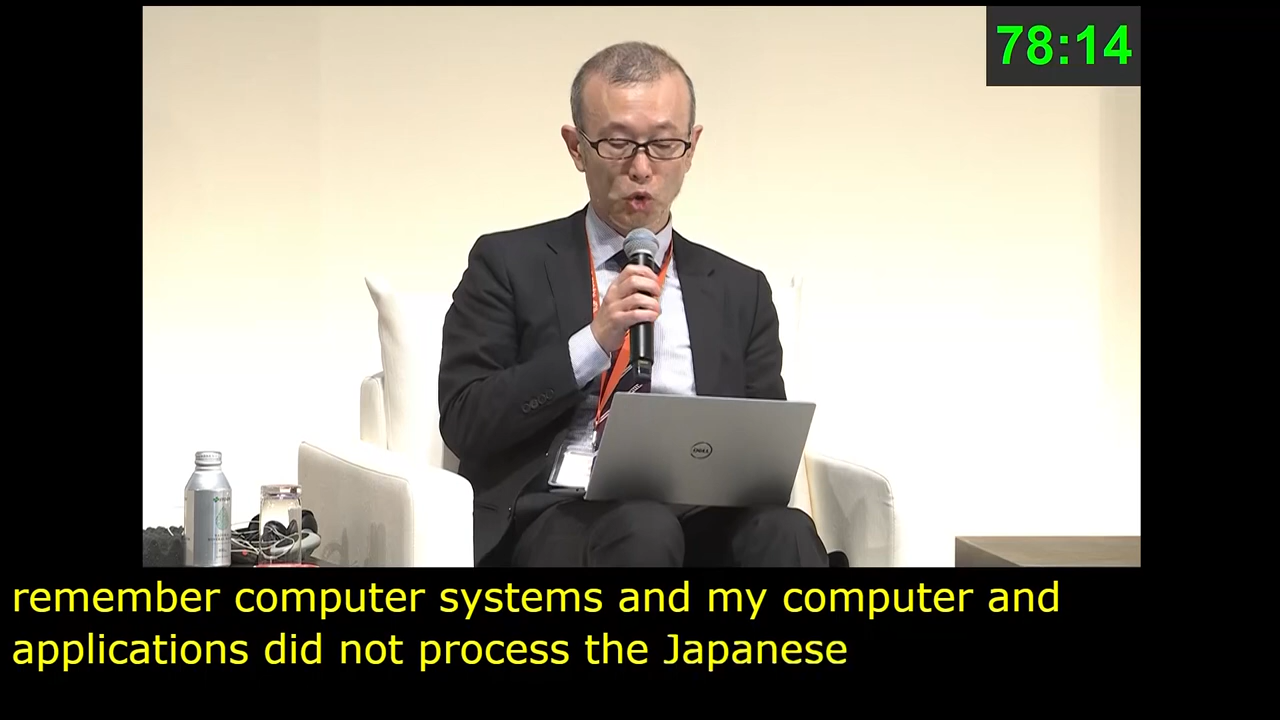 78:14
DELL
remember computer systems and my computer and
applications did not process the Japanese